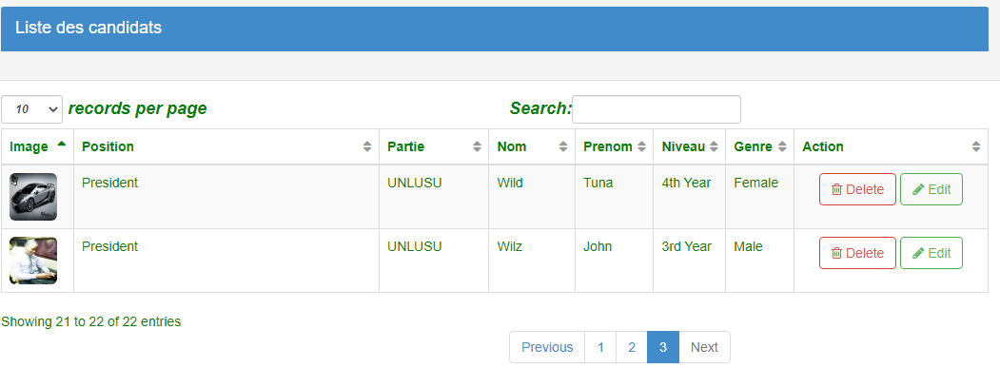 Liste des candidats
10 records per page Search:
Image Position Partie Nom Prenom Niveau Genre Action
President UNLUSU Wild Tuna 4th Year Female Delete Edit
President UNLUSU Wilz John 3rd Year Male Delete Edit
Showing 21 to 22 of 22 entries
Previous 1 2 3 Next